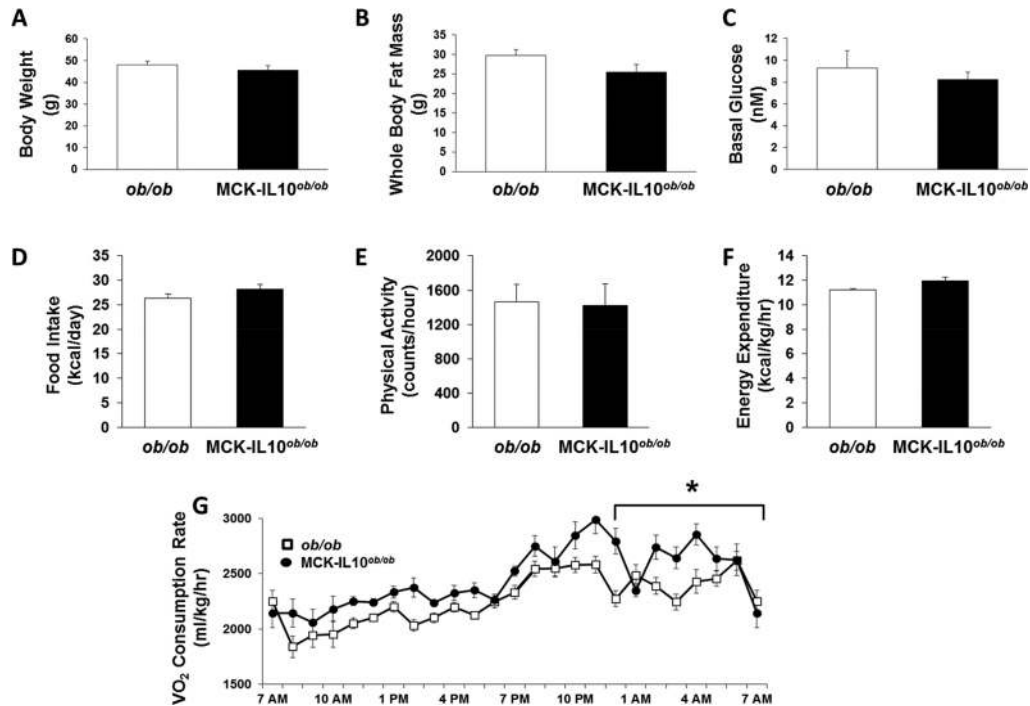 A
Body Weight
(g)
60
50
40
30
20
10
0
ob/ob
MCK-IL10ob/ob
B
Whole Body Fat Mass
(g)
35
30
25
20
15
10
5
0
ob/ob
MCK-IL10ob/ob
C
Basal Glucose
(nM)
12
10
8
6
4
2
0
ob/ob
MCK-IL10ob/ob
D
Food Intake
(kcal/day)
35
30
25
20
15
10
5
0
ob/ob
MCK-IL10ob/ob
E
Physical Activity
(counts/hour)
2000
1600
1200
800
400
0
ob/ob
MCK-IL10ob/ob
F
Energy Expenditure
(kcal/kg/hr)
14
12
10
8
6
4
2
0
ob/ob
MCK-IL10ob/ob
G
VO2 Consumption Rate
(ml/kg/hr)
3000
2500
2000
1500
ob/ob
MCK-IL10ob/ob
*
7 AM 10 AM 1 PM 4 PM 7 PM 10 PM 1 AM 4 AM 7 AM